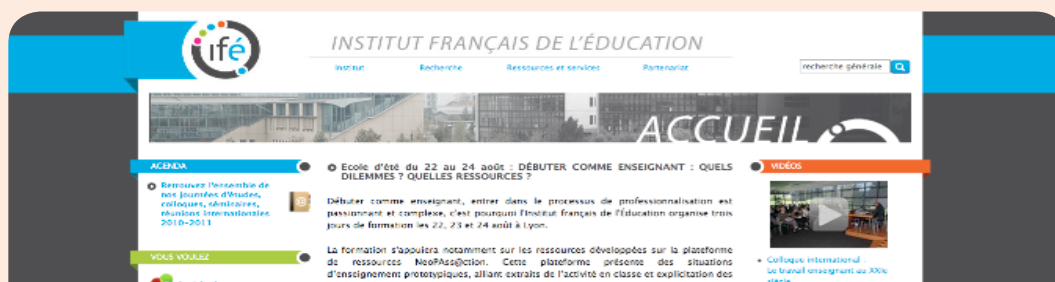 ifé
INSTITUT FRANÇAIS DE L'ÉDUCATION
Institut Recherche Ressources et services Partenariat
recherche générale
ACCUEIL
AGENDA
Retrouvez l'ensemble de
nos journées d'études,
colloques, séminaires,
réunions internationales
2010-2011
VOUS VOULEZ
Ecole d'été du 22 au 24 août : DÉBUTER COMME ENSEIGNANT : QUELS
DILEMMES ? QUELLES RESSOURCES ?
Débuter comme enseignant, entrer dans le processus de professionnalisation est
passionnant et complexe, c'est pourquoi l'Institut français de l'Éducation organise trois
jours de formation les 22, 23 et 24 août à Lyon.
La formation s'appuiera notamment sur les ressources développées sur la plateforme
de ressources NéoPAss@ction. Cette plateforme présente des situations
d'enseignement prototypiques, alliant extraits de l'activité en classe et explicitation des
VIDÉOS
Colloque international :
Le travail enseignant au XXIe
siècle